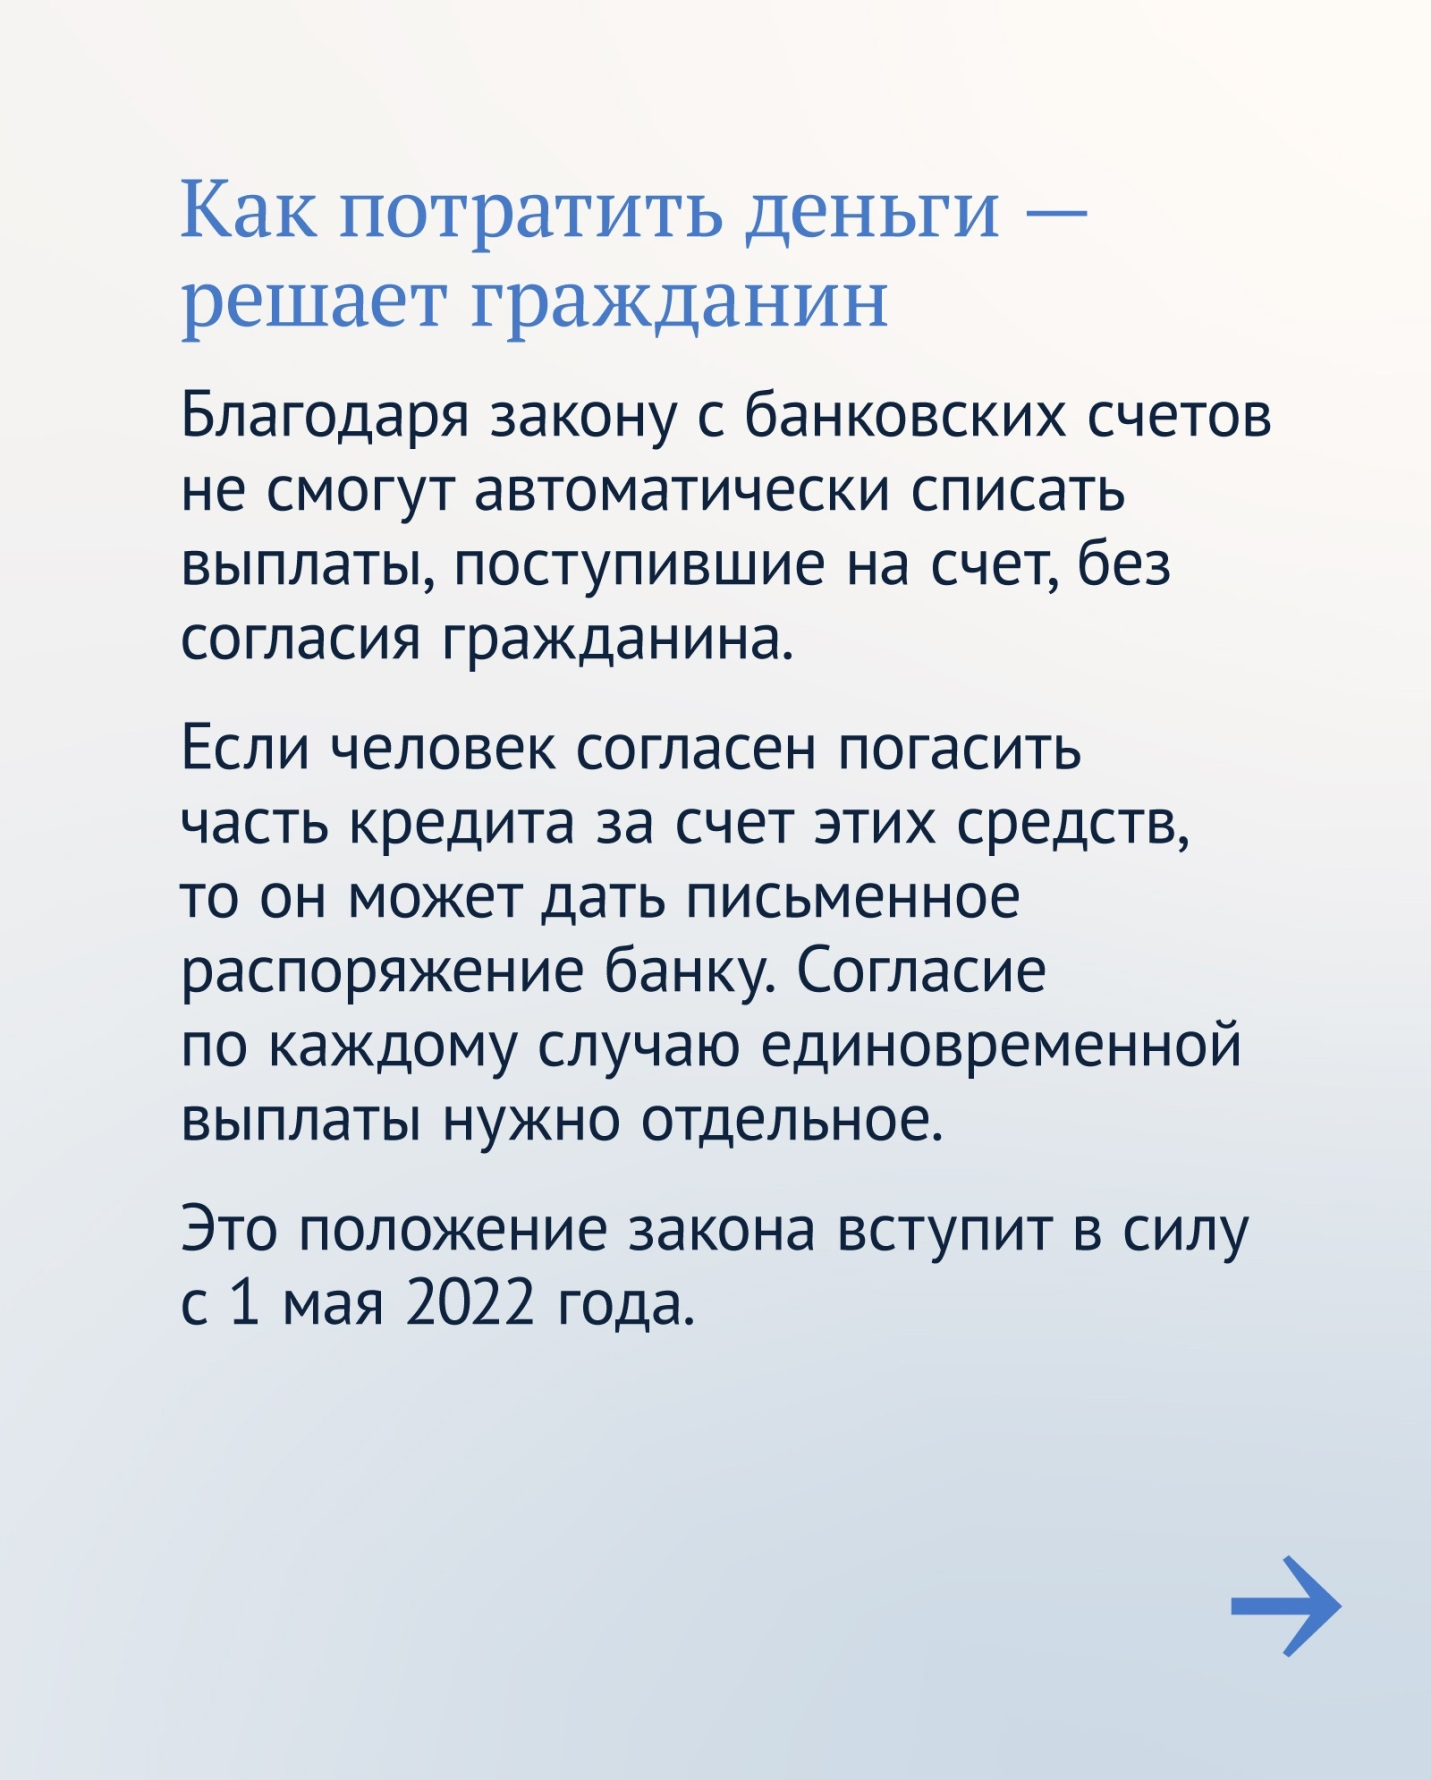 Как потратить деньги —
решает гражданин
Благодаря закону с банковских счетов
не смогут автоматически списать
выплаты, поступившие на счет, без
согласия гражданина.
Если человек согласен погасить
часть кредита за счет этих средств,
то он может дать письменное
распоряжение банку. Согласие
по каждому случаю единовременной
выплаты нужно отдельное.
Это положение закона вступит в силу
с 1 мая 2022 года.